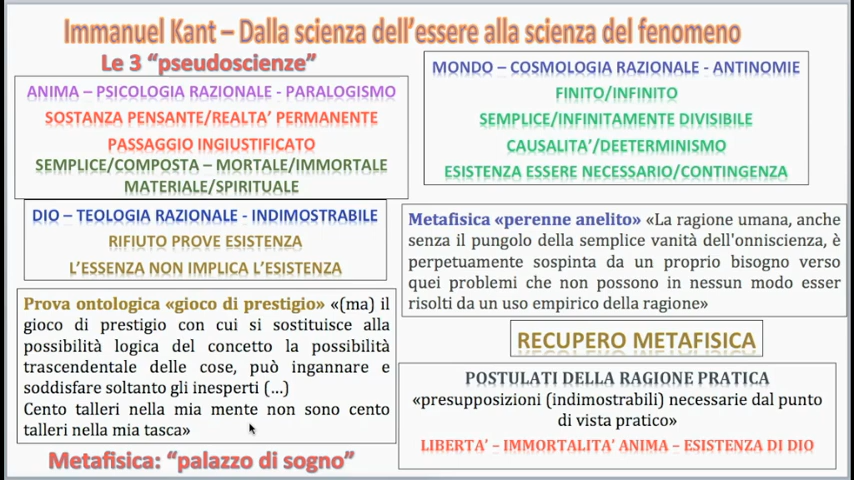 Immanuel Kant – Dalla scienza dell'essere alla scienza del fenomeno
Le 3 "pseudoscienze"
ANIMA – PSICOLOGIA RAZIONALE - PARALOGISMO
SOSTANZA PENSANTE/REALTA' PERMANENTE
PASSAGGIO INGIUSTIFICATO
SEMPLICE/COMPOSTA – MORTALE/IMMORTALE
MATERIALE/SPIRITUALE
MONDO – COSMOLOGIA RAZIONALE - ANTINOMIE
FINITO/INFINITO
SEMPLICE/INFINITAMENTE DIVISIBILE
CAUSALITA'/DEETERMINISMO
ESISTENZA ESSERE NECESSARIO/CONTINGENZA
DIO – TEOLOGIA RAZIONALE - INDIMOSTRABILE
RIFIUTO PROVE ESISTENZA
L'ESSENZA NON IMPLICA L'ESISTENZA
Metafisica «perenne anelito» «La ragione umana, anche
senza il pungolo della semplice vanità dell'onniscienza, è
perpetuamente sospinta da un proprio bisogno verso
quei problemi che non possono in nessun modo esser
risolti da un uso empirico della ragione»
Prova ontologica «gioco di prestigio» «(ma) il
gioco di prestigio con cui si sostituisce alla
possibilità logica del concetto la possibilità
trascendentale delle cose, può ingannare e
soddisfare soltanto gli inesperti (...)
Cento talleri nella mia mente non sono cento
talleri nella mia tasca»
Metafisica: "palazzo di sogno"
RECUPERO METAFISICA
POSTULATI DELLA RAGIONE PRATICA
«presupposizioni (indimostrabili) necessarie dal punto
di vista pratico»
LIBERTA' – IMMORTALITA' ANIMA – ESISTENZA DI DIO